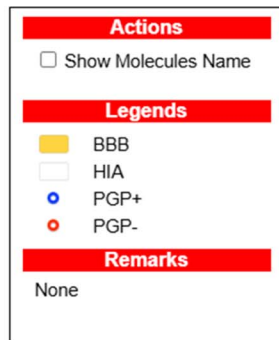 Actions
Show Molecules Name
Legends
BBB
HIA
PGP+
PGP-
Remarks
None